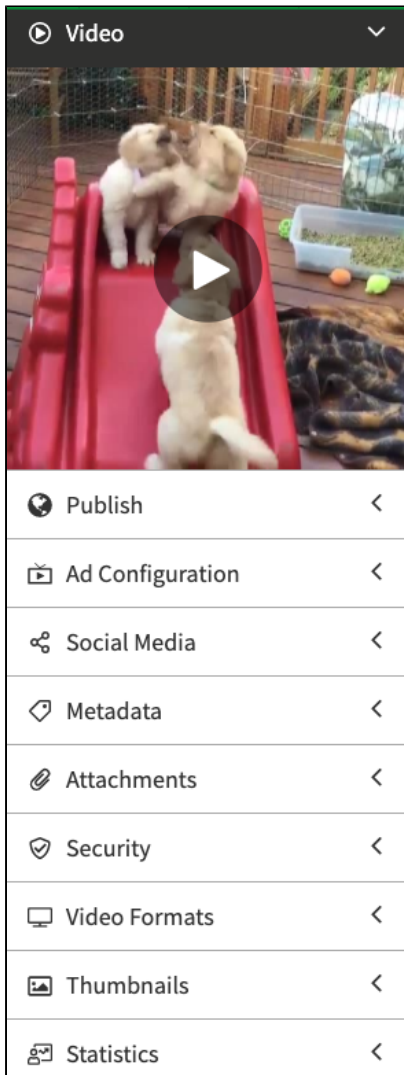 Video
Publish
Ad Configuration
Social Media
Metadata
Attachments
Security
Video Formats
Thumbnails
Statistics